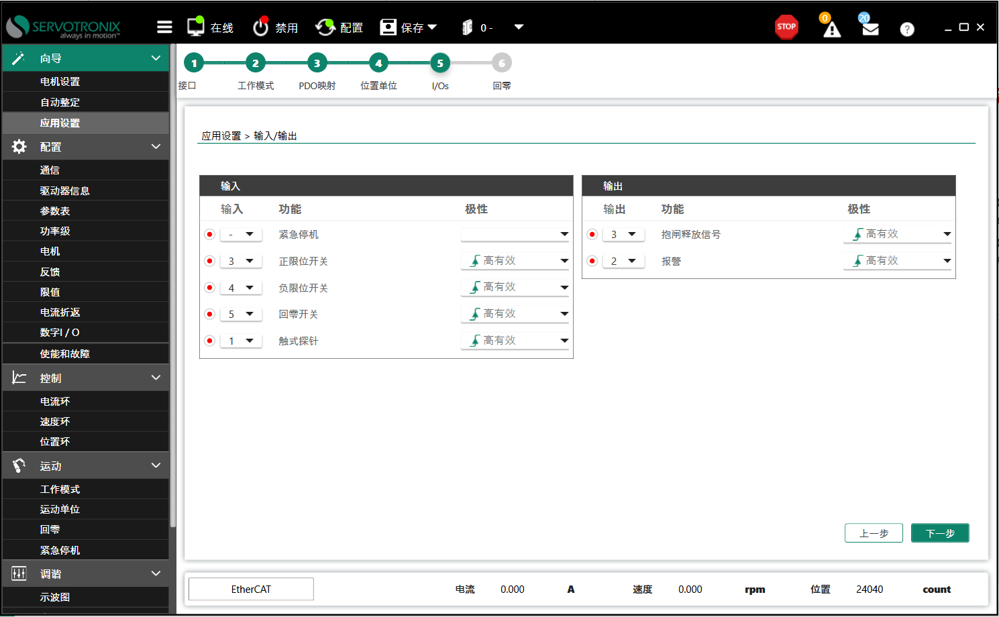 SERVOTRONIX
always in motion™
在线
禁用
配置
保存
0 -
STOP
0
20
?
向导
电机设置
自动整定
应用设置
配置
通信
驱动器信息
参数表
功率级
电机
反馈
限值
电流折返
数字I / O
使能和故障
控制
电流环
速度环
位置环
运动
工作模式
运动单位
回零
紧急停机
调谐
示波图
1 2 3 4 5 6
接口 工作模式 PDO映射 位置单位 I/Os 回零
应用设置 > 输入/输出
输入
输入 功能 极性
- 紧急停机
3 正限位开关 高有效
4 负限位开关 高有效
5 回零开关 高有效
1 触式探针 高有效
输出
输出 功能 极性
3 抱闸释放信号 高有效
2 报警 高有效
上一步 下一步
EtherCAT 电流 0.000 A 速度 0.000 rpm 位置 24040 count